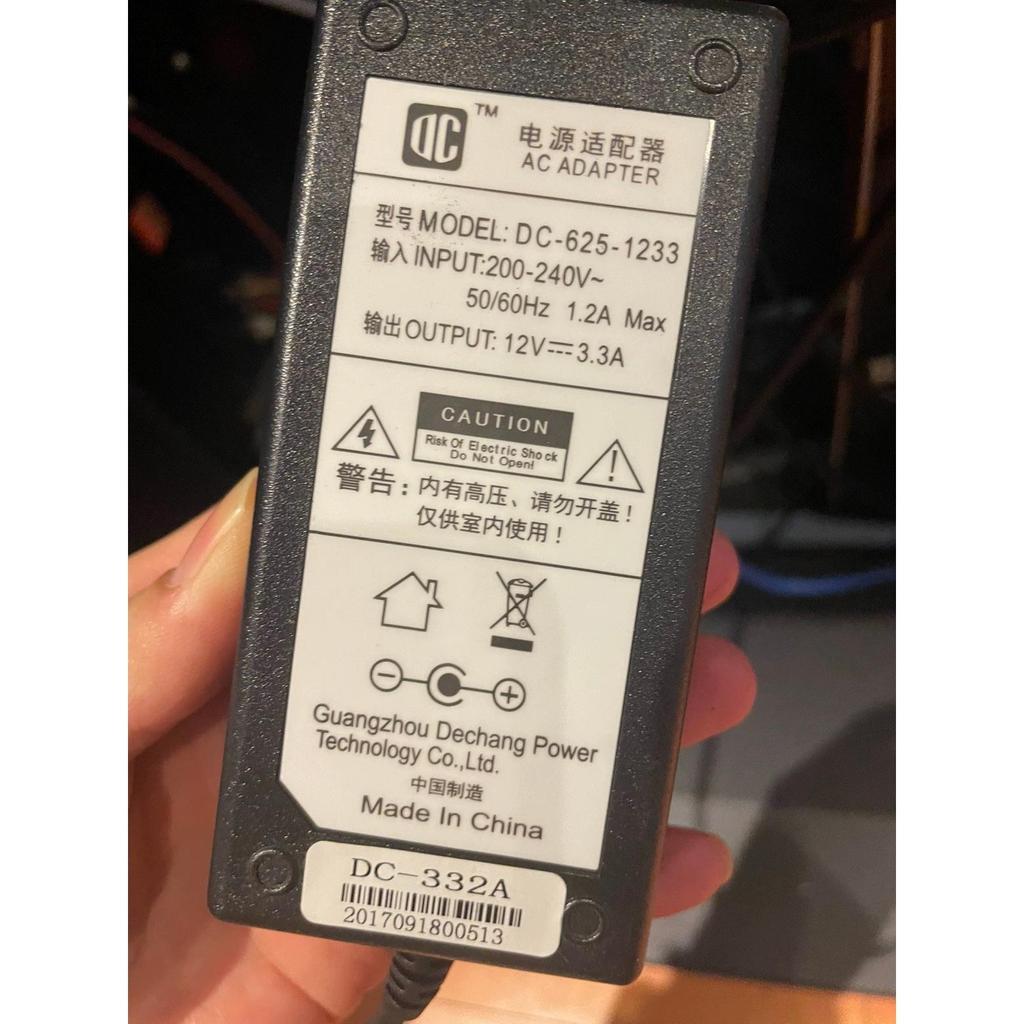 DC™
电源适配器
AC ADAPTER
型号 MODEL: DC-625-1233
输入 INPUT:200-240V~
50/60Hz 1.2A Max
输出 OUTPUT: 12V⎓3.3A
CAUTION
Risk Of Electric Shock
Do Not Open!
警告：内有高压、请勿开盖！
仅供室内使用！
Guangzhou Dechang Power
Technology Co.,Ltd.
中国制造
Made In China
DC-332A
2017091800513